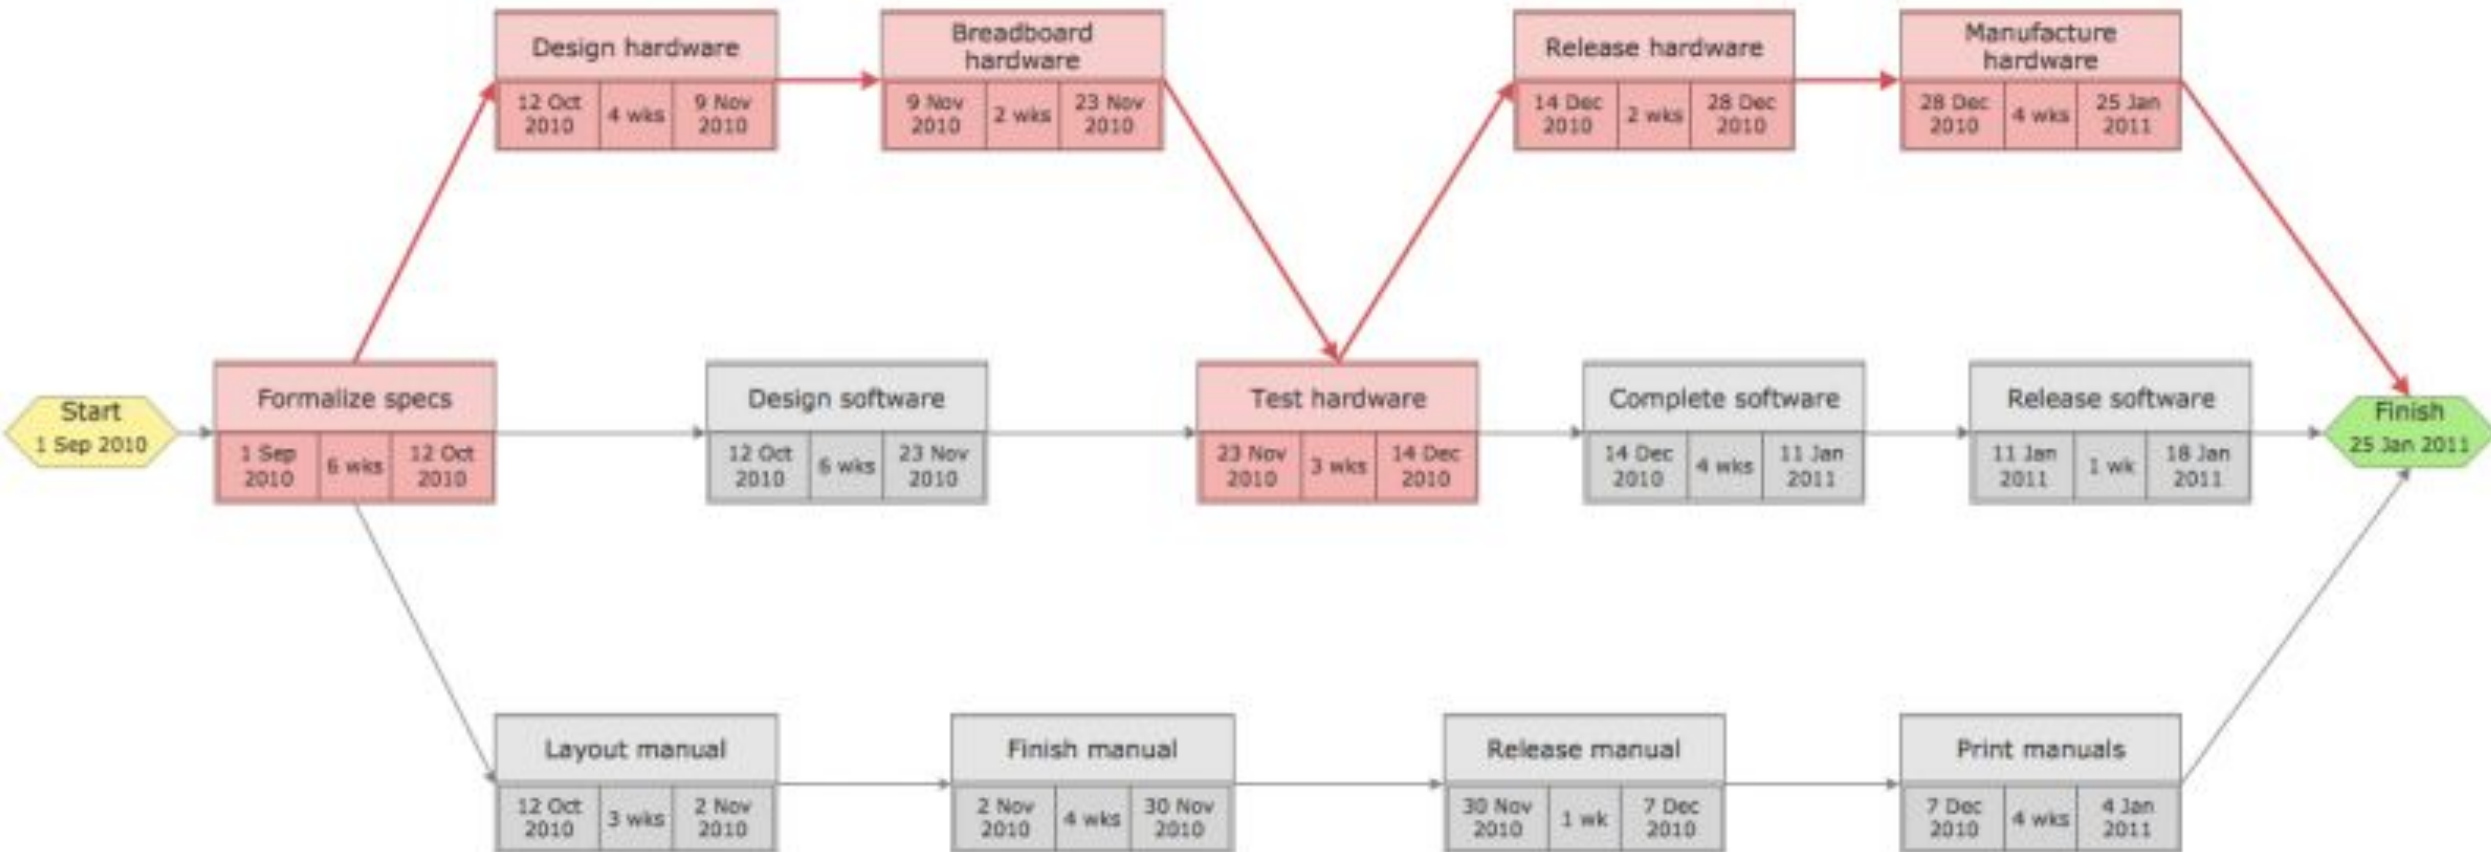 Design hardware
12 Oct
2010
4 wks
9 Nov
2010
Breadboard
hardware
9 Nov
2010
2 wks
23 Nov
2010
Release hardware
14 Dec
2010
2 wks
28 Dec
2010
Manufacture
hardware
28 Dec
2010
4 wks
25 Jan
2011
Start
1 Sep 2010
Formalize specs
1 Sep
2010
6 wks
12 Oct
2010
Design software
12 Oct
2010
6 wks
23 Nov
2010
Test hardware
23 Nov
2010
3 wks
14 Dec
2010
Complete software
14 Dec
2010
4 wks
11 Jan
2011
Release software
11 Jan
2011
1 wk
18 Jan
2011
Finish
25 Jan 2011
Layout manual
12 Oct
2010
3 wks
2 Nov
2010
Finish manual
2 Nov
2010
4 wks
30 Nov
2010
Release manual
30 Nov
2010
1 wk
7 Dec
2010
Print manuals
7 Dec
2010
4 wks
4 Jan
2011